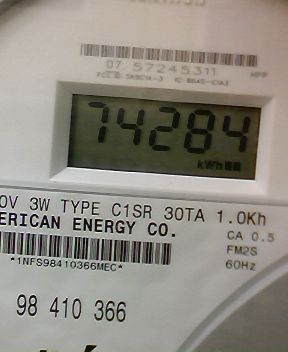 07 57245311
HPP
74284
kWh
0V 3W TYPE C1SR 30TA 1.0Kh
ERICAN ENERGY CO.
CA 0.5
FM2S
60Hz
*1NFS98410366MEC*
98 410 366